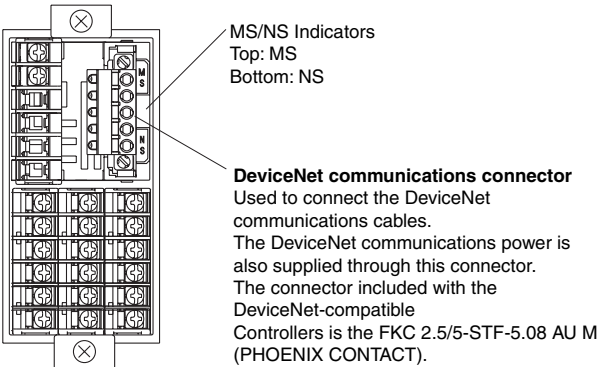 MS/NS Indicators
Top: MS
Bottom: NS
M
S
N
S
DeviceNet communications connector
Used to connect the DeviceNet
communications cables.
The DeviceNet communications power is
also supplied through this connector.
The connector included with the
DeviceNet-compatible
Controllers is the FKC 2.5/5-STF-5.08 AU M
(PHOENIX CONTACT).